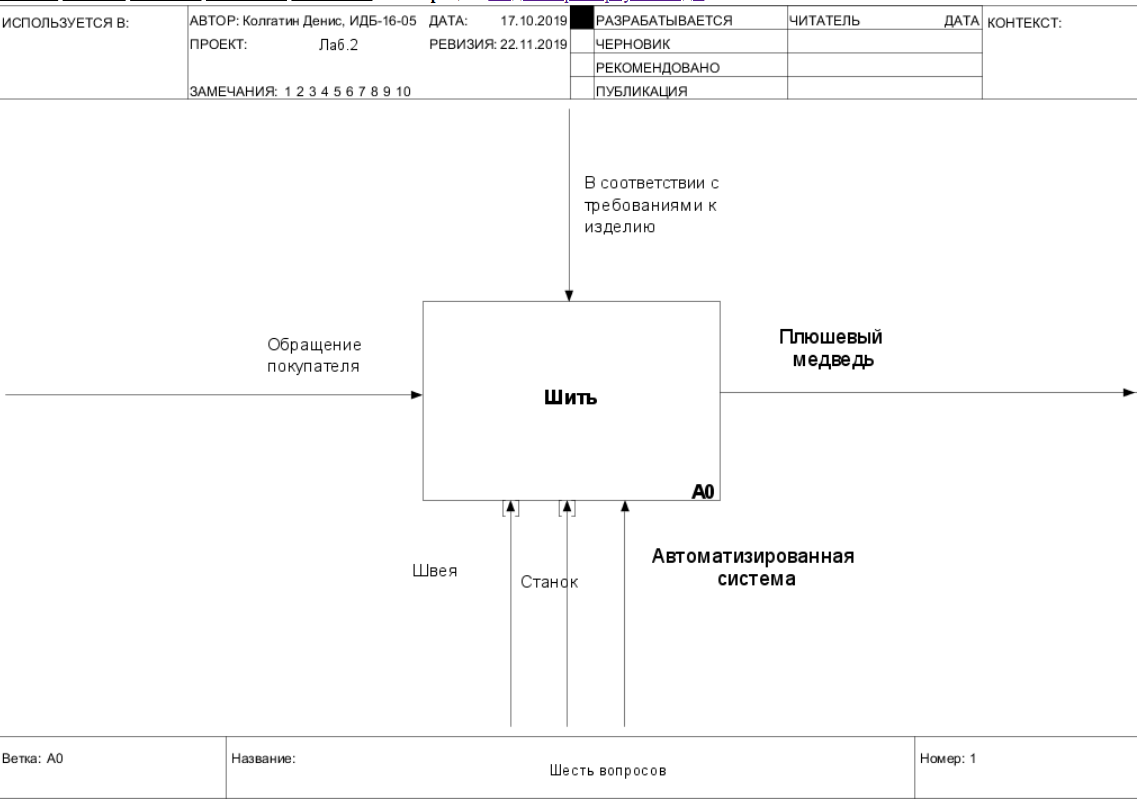 ИСПОЛЬЗУЕТСЯ В:
АВТОР: Колгатин Денис, ИДБ-16-05 ДАТА: 17.10.2019
ПРОЕКТ: Лаб.2 РЕВИЗИЯ: 22.11.2019
ЗАМЕЧАНИЯ: 1 2 3 4 5 6 7 8 9 10
РАЗРАБАТЫВАЕТСЯ
ЧЕРНОВИК
РЕКОМЕНДОВАНО
ПУБЛИКАЦИЯ
ЧИТАТЕЛЬ ДАТА
КОНТЕКСТ:
В соответствии с
требованиями к
изделию
Обращение
покупателя
Шить
A0
Плюшевый
медведь
Швея
Станок
Автоматизированная
система
Ветка: A0
Название:
Шесть вопросов
Номер: 1